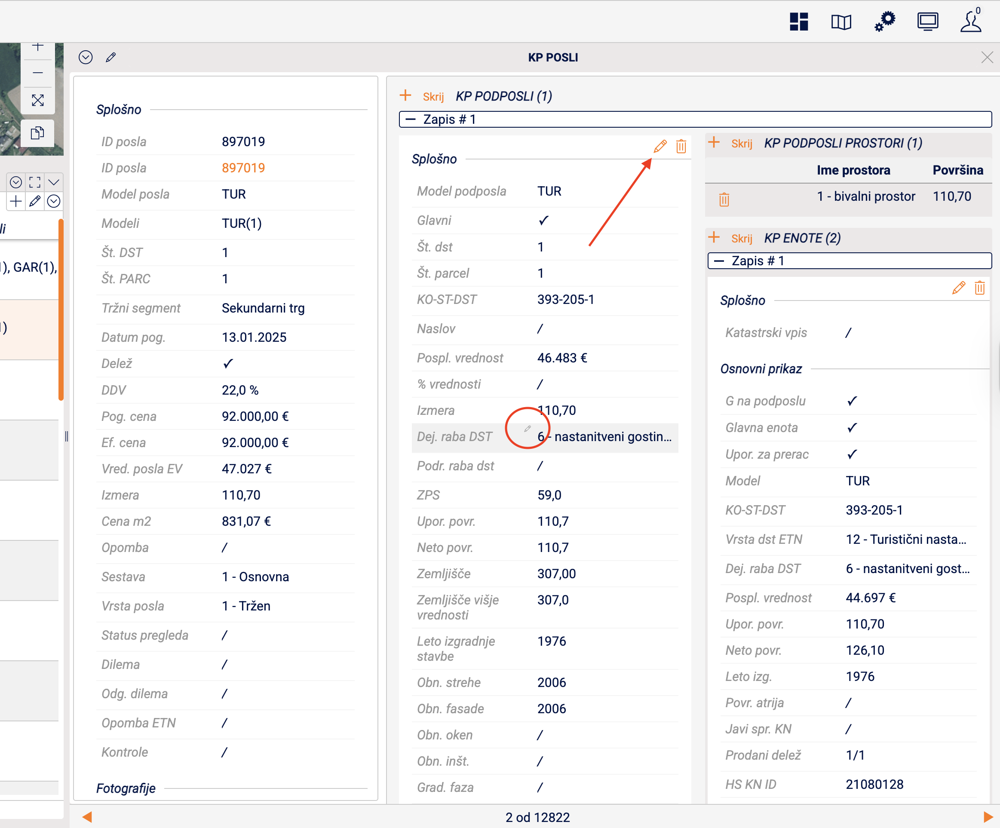 0
KP POSLI
li
1), GAR(1),
1)
Splošno
ID posla 897019
ID posla 897019
Model posla TUR
Modeli TUR(1)
Št. DST 1
Št. PARC 1
Tržni segment Sekundarni trg
Datum pog. 13.01.2025
Delež ✓
DDV 22,0 %
Pog. cena 92.000,00 €
Ef. cena 92.000,00 €
Vred. posla EV 47.027 €
Izmera 110,70
Cena m2 831,07 €
Opomba /
Sestava 1 - Osnovna
Vrsta posla 1 - Tržen
Status pregleda /
Dilema /
Odg. dilema /
Opomba ETN /
Kontrole /
Fotografije
+ Skrij KP PODPOSLI (1)
— Zapis # 1
Splošno
Model podposla TUR
Glavni ✓
Št. dst 1
Št. parcel 1
KO-ST-DST 393-205-1
Naslov /
Pospl. vrednost 46.483 €
% vrednosti /
Izmera 110,70
Dej. raba DST 6 - nastanitveni gostin...
Podr. raba dst /
ZPS 59,0
Upor. povr. 110,7
Neto povr. 110,7
Zemljišče 307,00
Zemljišče višje 307,0
vrednosti
Leto izgradnje 1976
stavbe
Obn. strehe 2006
Obn. fasade 2006
Obn. oken /
Obn. inšt. /
Grad. faza /
+ Skrij KP PODPOSLI PROSTORI (1)
Ime prostora Površina
1 - bivalni prostor 110,70
+ Skrij KP ENOTE (2)
— Zapis # 1
Splošno
Katastrski vpis /
Osnovni prikaz
G na podposlu ✓
Glavna enota ✓
Upor. za prerac ✓
Model TUR
KO-ST-DST 393-205-1
Vrsta dst ETN 12 - Turistični nasta...
Dej. raba DST 6 - nastanitveni gost...
Pospl. vrednost 44.697 €
Upor. povr. 110,70
Neto povr. 126,10
Leto izg. 1976
Povr. atrija /
Javi spr. KN /
Prodani delež 1/1
HS KN ID 21080128
2 od 12822